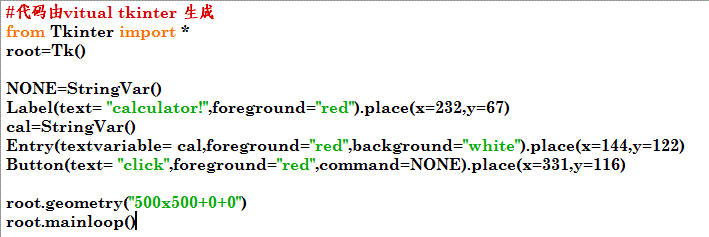 #代码由vitual tkinter 生成
from Tkinter import *
root=Tk()
NONE=StringVar()
Label(text= "calculator!",foreground="red").place(x=232,y=67)
cal=StringVar()
Entry(textvariable= cal,foreground="red",background="white").place(x=144,y=122)
Button(text= "click",foreground="red",command=NONE).place(x=331,y=116)
root.geometry("500x500+0+0")
root.mainloop()